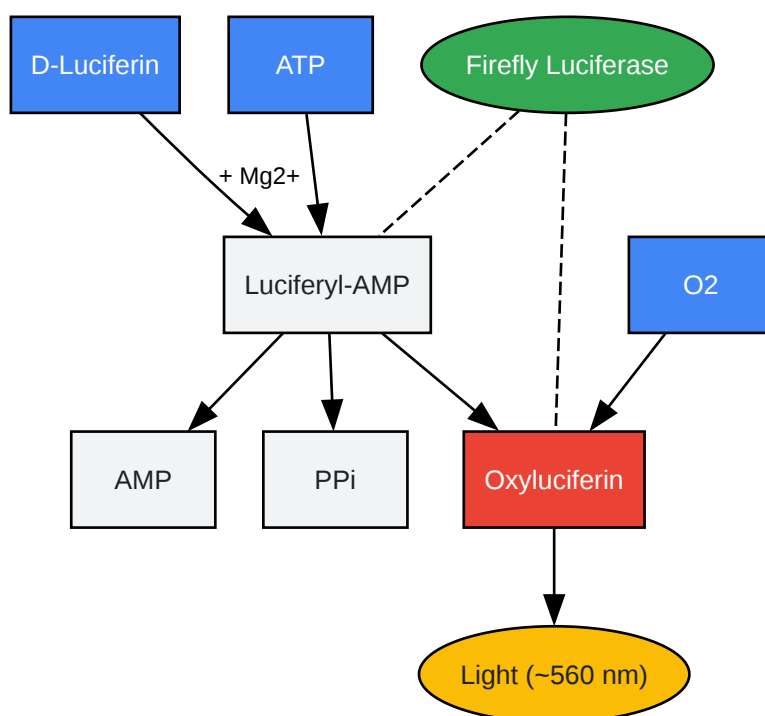 D-Luciferin
ATP
Firefly Luciferase
+ Mg2+
Luciferyl-AMP
O2
AMP
PPi
Oxyluciferin
Light (~560 nm)